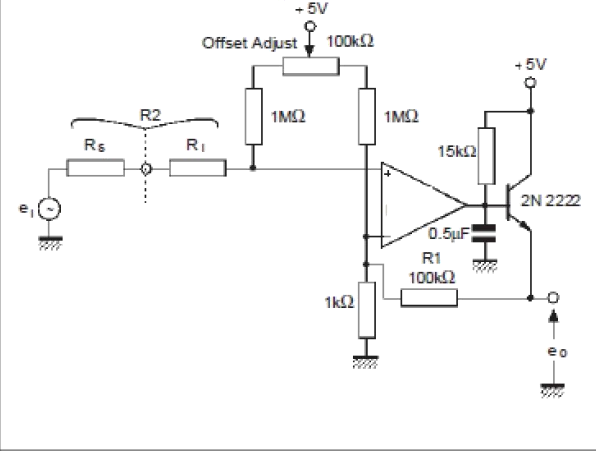 + 5V
Offset Adjust 100kΩ
+ 5V
R2
1MΩ
1MΩ
15kΩ
Rs
RI
+
2N 2222
eI
~
-
0.5μF
R1
100kΩ
1kΩ
eo